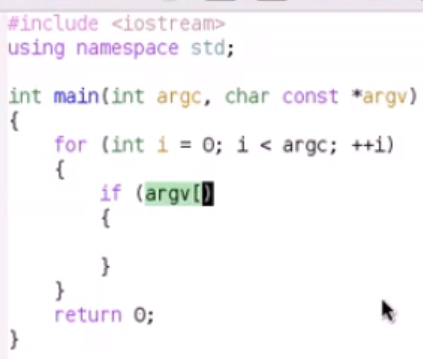 #include <iostream>
using namespace std;
int main(int argc, char const *argv)
{
    for (int i = 0; i < argc; ++i)
    {
        if (argv[)
        {
        }
    }
    return 0;
}